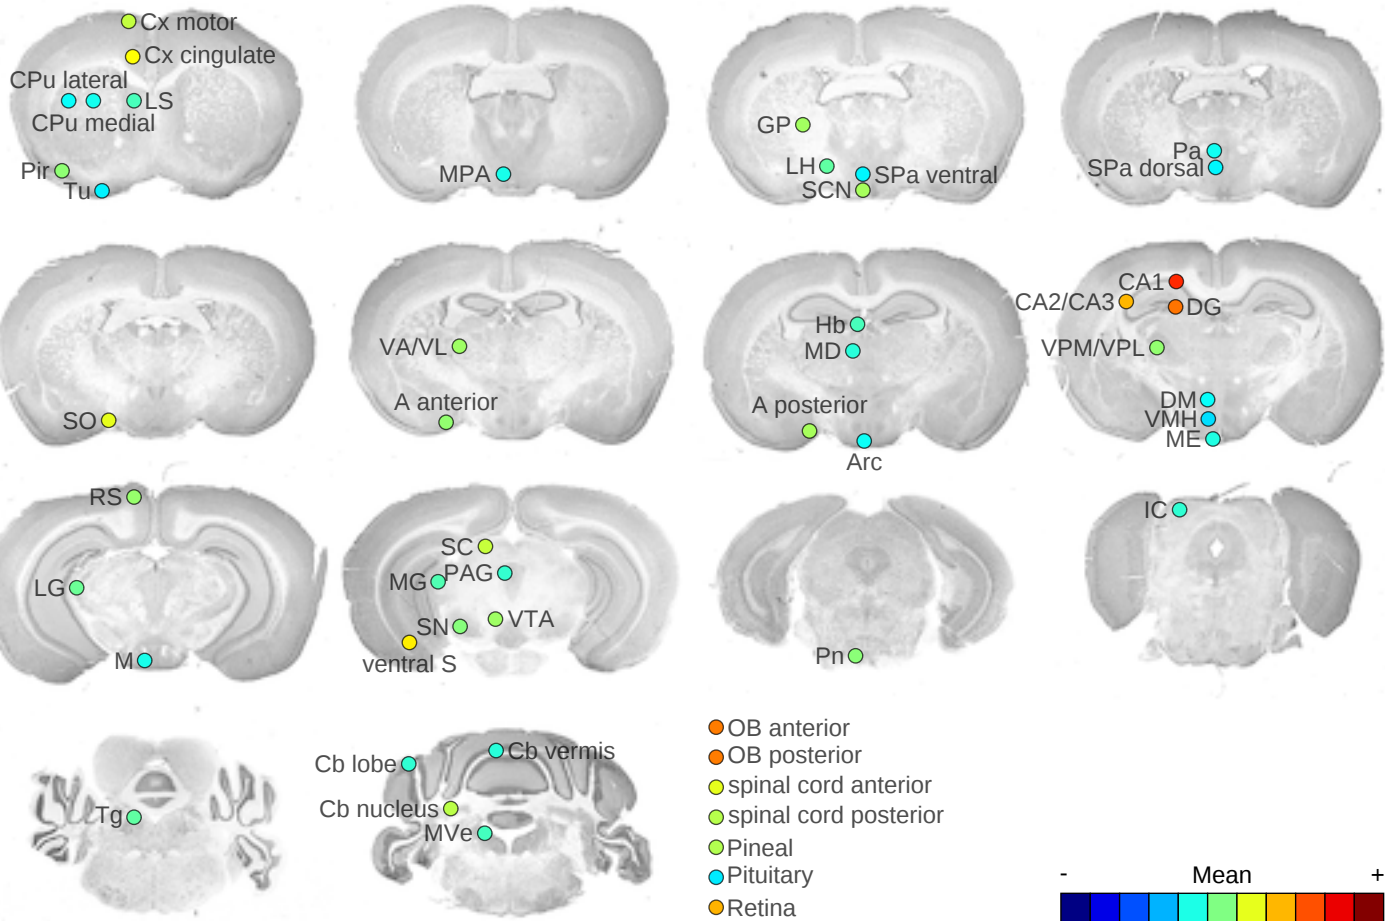 Cx motor
Cx cingulate
CPu lateral
LS
CPu medial
Pir
Tu
MPA
GP
LH
SPa ventral
SCN
Pa
SPa dorsal
SO
VA/VL
A anterior
Hb
MD
A posterior
Arc
CA1
CA2/CA3
DG
VPM/VPL
DM
VMH
ME
RS
LG
M
SC
MG
PAG
SN
VTA
ventral S
Pn
IC
Tg
Cb lobe
Cb vermis
Cb nucleus
MVe
OB anterior
OB posterior
spinal cord anterior
spinal cord posterior
Pineal
Pituitary
Retina
- Mean +